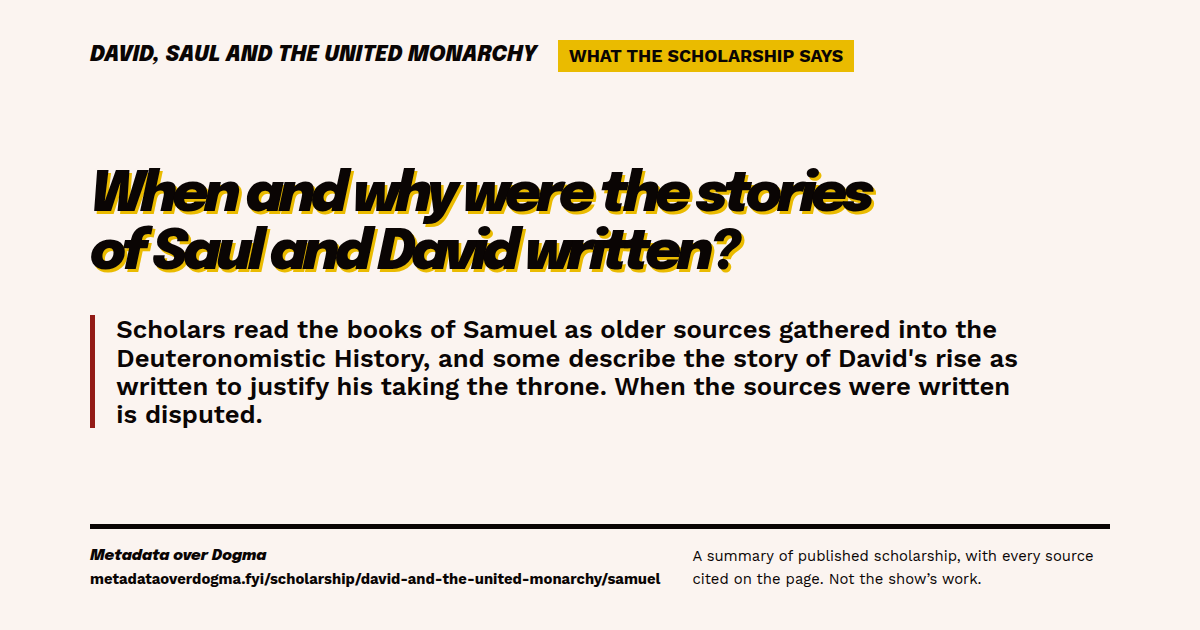 DAVID, SAUL AND THE UNITED MONARCHY
WHAT THE SCHOLARSHIP SAYS
When and why were the stories
of Saul and David written?
Scholars read the books of Samuel as older sources gathered into the
Deuteronomistic History, and some describe the story of David's rise as
written to justify his taking the throne. When the sources were written
is disputed.
Metadata over Dogma
metadataoverdogma.fyi/scholarship/david-and-the-united-monarchy/samuel
A summary of published scholarship, with every source
cited on the page. Not the show’s work.